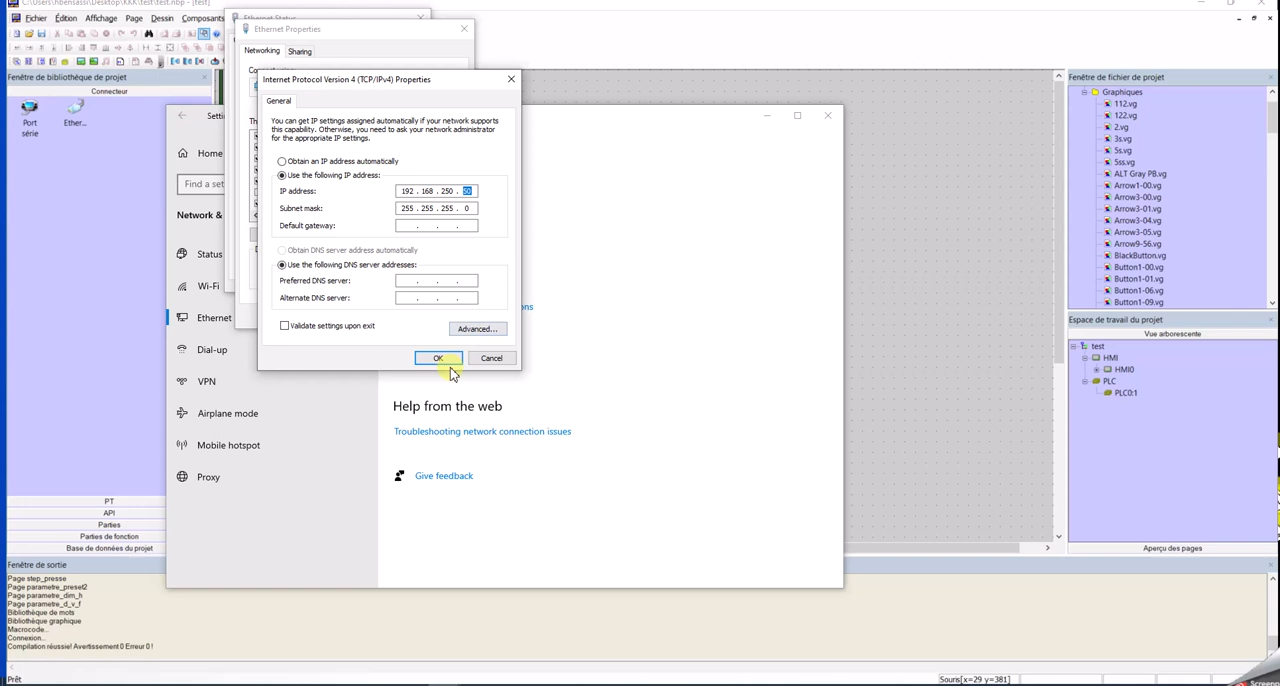 C:\Users\hbensassi\Desktop\KKK\test\test.nbp - [test]
Fichier Édition Affichage Page Dessin Composants
Ethernet Status
Ethernet Properties
Networking Sharing
Internet Protocol Version 4 (TCP/IPv4) Properties
General
You can get IP settings assigned automatically if your network supports
this capability. Otherwise, you need to ask your network administrator
for the appropriate IP settings.
Obtain an IP address automatically
Use the following IP address:
IP address: 192 . 168 . 250 . 50
Subnet mask: 255 . 255 . 255 . 0
Default gateway: . . .
Obtain DNS server address automatically
Use the following DNS server addresses:
Preferred DNS server: . . .
Alternate DNS server: . . .
Validate settings upon exit
Advanced...
OK Cancel
Fenêtre de bibliothèque de projet
Connecteur
Port
série
Ether...
PT
API
Parties
Parties de fonction
Base de données du projet
Home
Find a set
Network &
Status
Wi-Fi
Ethernet
Dial-up
VPN
Airplane mode
Mobile hotspot
Proxy
Help from the web
Troubleshooting network connection issues
Give feedback
Fenêtre de fichier de projet
Graphiques
112.vg
122.vg
2.vg
3s.vg
5s.vg
5ss.vg
ALT Gray PB.vg
Arrow1-00.vg
Arrow3-00.vg
Arrow3-01.vg
Arrow3-04.vg
Arrow3-05.vg
Arrow9-56.vg
BlackButton.vg
Button1-00.vg
Button1-01.vg
Button1-06.vg
Button1-09.vg
Espace de travail du projet
Vue arborescente
test
HMI
HMI0
PLC
PLC0:1
Aperçu des pages
Fenêtre de sortie
Page step_presse
Page parametre_preset2
Page parametre_dim_h
Page parametre_d_v_f
Bibliothèque de mots
Bibliothèque graphique
Macrocode...
Connexion...
Compilation réussie! Avertissement 0 Erreur 0 !
Prêt
Souris[x=29 y=381]